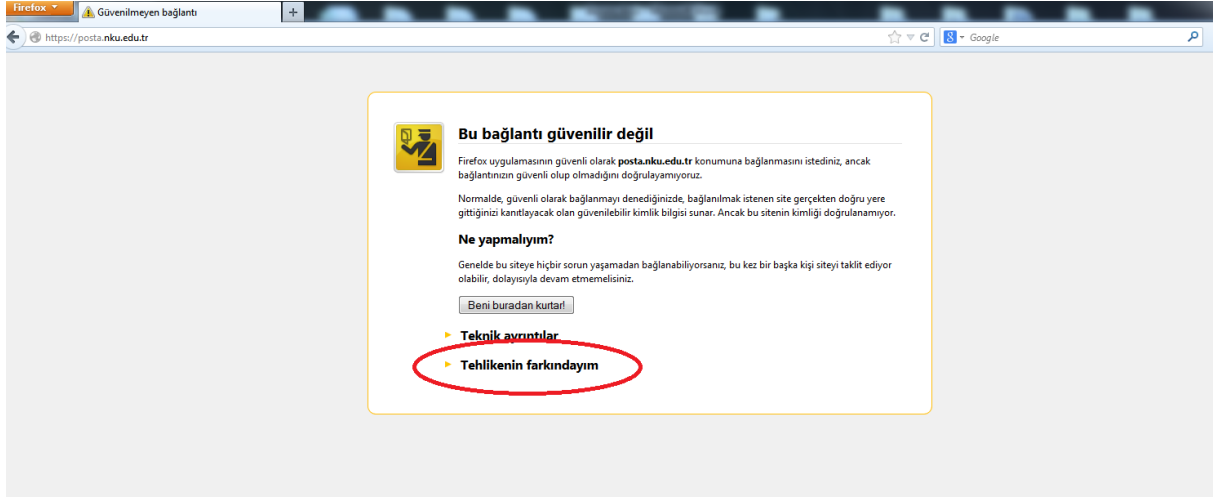 Firefox
Güvenilmeyen bağlantı
+
https://posta.nku.edu.tr
Google
Bu bağlantı güvenilir değil
Firefox uygulamasının güvenli olarak posta.nku.edu.tr konumuna bağlanmasını istediniz, ancak
bağlantınızın güvenli olup olmadığını doğrulayamıyoruz.
Normalde, güvenli olarak bağlanmayı denediğinizde, bağlanılmak istenen site gerçekten doğru yere
gittiğinizi kanıtlayacak olan güvenilebilir kimlik bilgisi sunar. Ancak bu sitenin kimliği doğrulanamıyor.
Ne yapmalıyım?
Genelde bu siteye hiçbir sorun yaşamadan bağlanabiliyorsanız, bu kez bir başka kişi siteyi taklit ediyor
olabilir, dolayısıyla devam etmemelisiniz.
Beni buradan kurtar!
Teknik ayrıntılar
Tehlikenin farkındayım